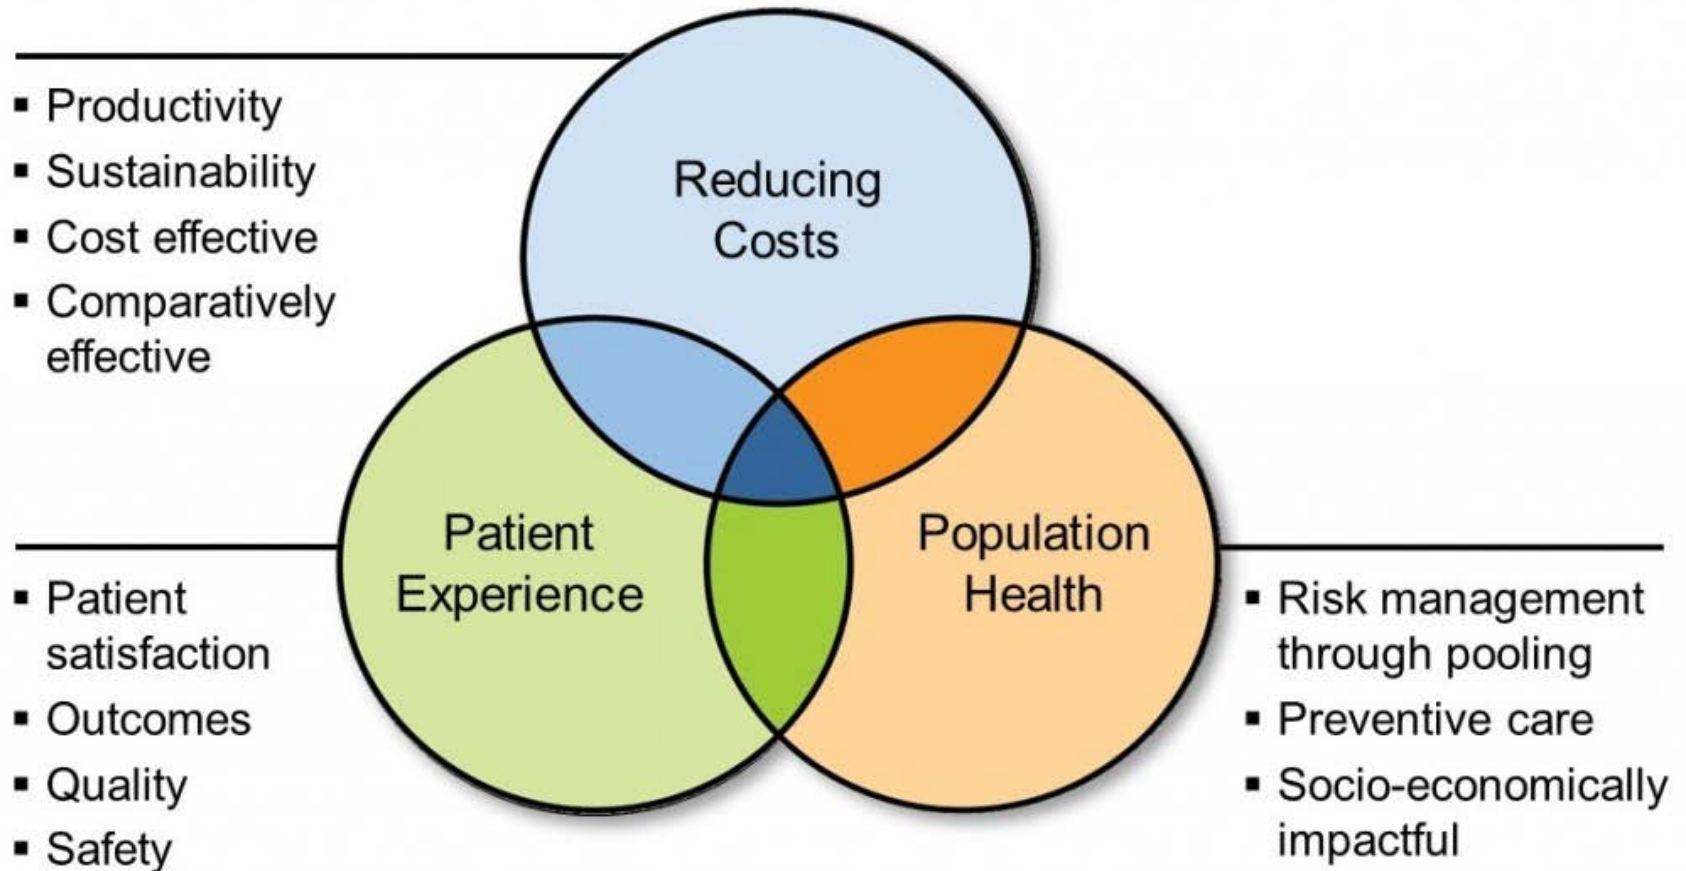 ▪ Productivity
▪ Sustainability
▪ Cost effective
▪ Comparatively
effective
Reducing
Costs
Patient
Experience
Population
Health
▪ Patient
satisfaction
▪ Outcomes
▪ Quality
▪ Safety
▪ Risk management
through pooling
▪ Preventive care
▪ Socio-economically
impactful